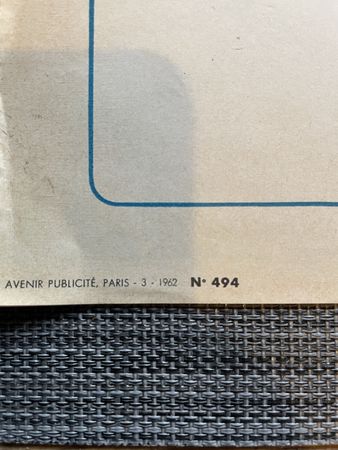 AVENIR PUBLICITÉ, PARIS - 3 - 1962 N° 494